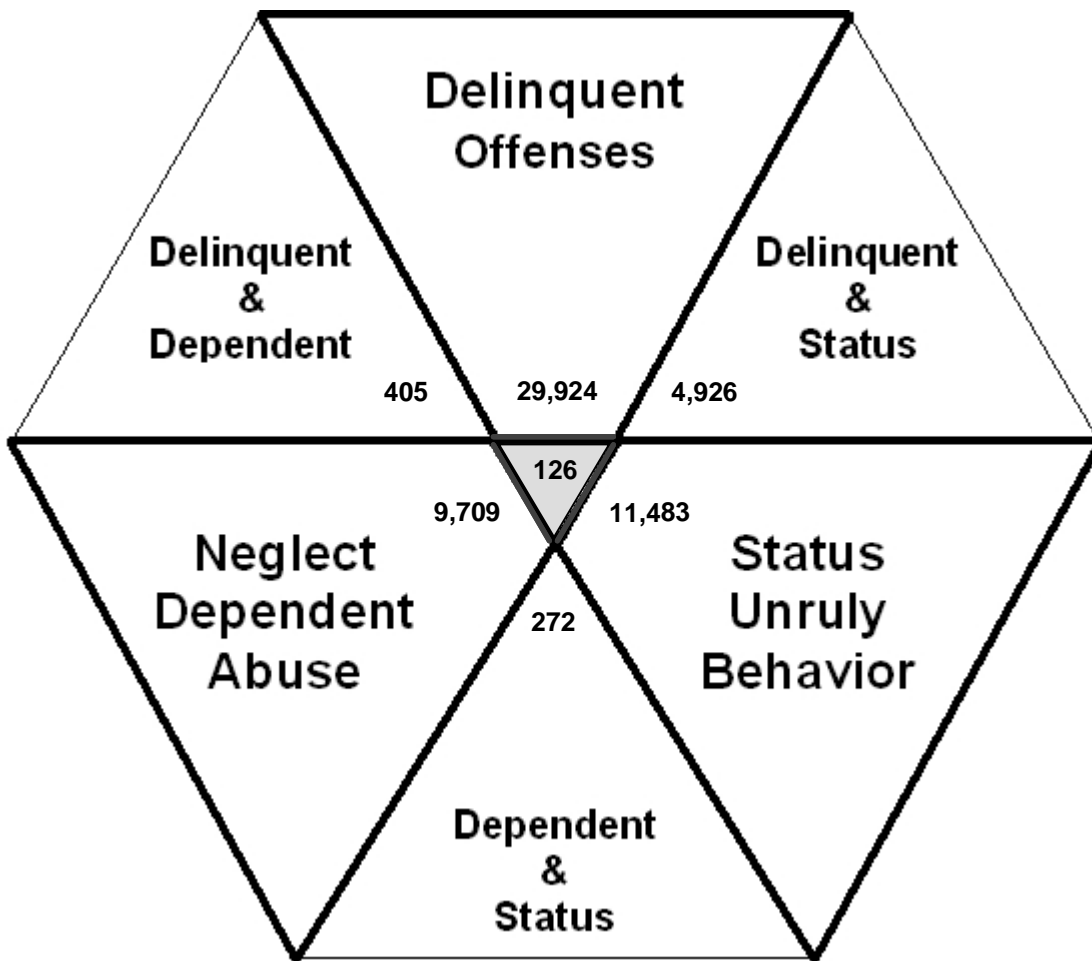 Delinquent
Offenses
Delinquent
&
Dependent
Delinquent
&
Status
405
29,924
4,926
126
9,709
11,483
Neglect
Dependent
Abuse
Status
Unruly
Behavior
272
Dependent
&
Status